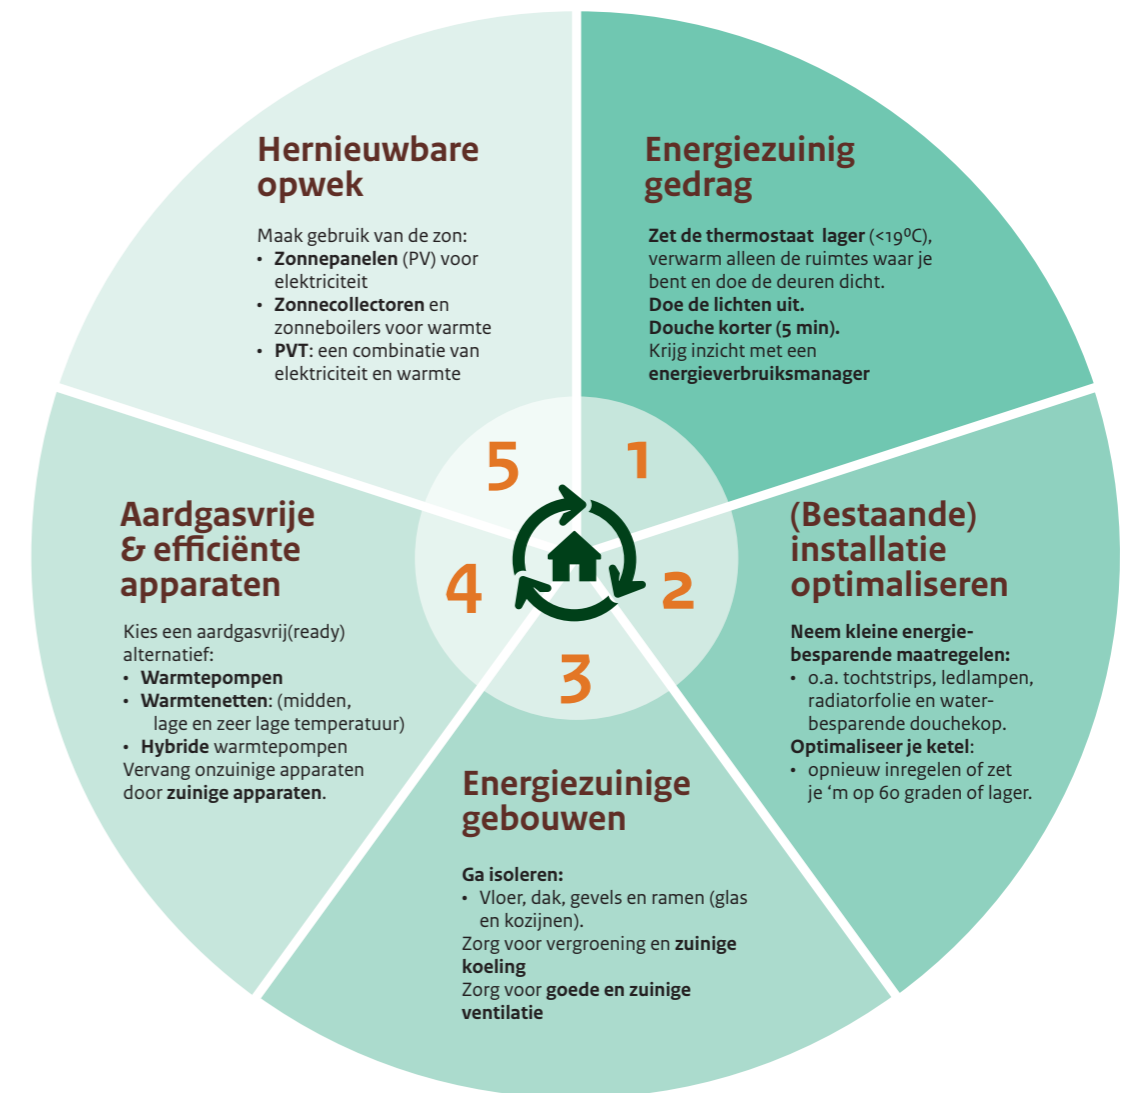 1
Energiezuinig
gedrag
Zet de thermostaat lager (<19⁰C),
verwarm alleen de ruimtes waar je
bent en doe de deuren dicht.
Doe de lichten uit.
Douche korter (5 min).
Krijg inzicht met een
energieverbruiksmanager
2
(Bestaande)
installatie
optimaliseren
Neem kleine energie-
besparende maatregelen:
• o.a. tochtstrips, ledlampen,
radiatorfolie en water-
besparende douchekop.
Optimaliseer je ketel:
• opnieuw inregelen of zet
je ‘m op 60 graden of lager.
3
Energiezuinige
gebouwen
Ga isoleren:
• Vloer, dak, gevels en ramen (glas
en kozijnen).
Zorg voor vergroening en zuinige
koeling
Zorg voor goede en zuinige
ventilatie
4
Aardgasvrije
& efficiënte
apparaten
Kies een aardgasvrij(ready)
alternatief:
• Warmtepompen
• Warmtenetten: (midden,
lage en zeer lage temperatuur)
• Hybride warmtepompen
Vervang onzuinige apparaten
door zuinige apparaten.
5
Hernieuwbare
opwek
Maak gebruik van de zon:
• Zonnepanelen (PV) voor
elektriciteit
• Zonnecollectoren en
zonneboilers voor warmte
• PVT: een combinatie van
elektriciteit en warmte